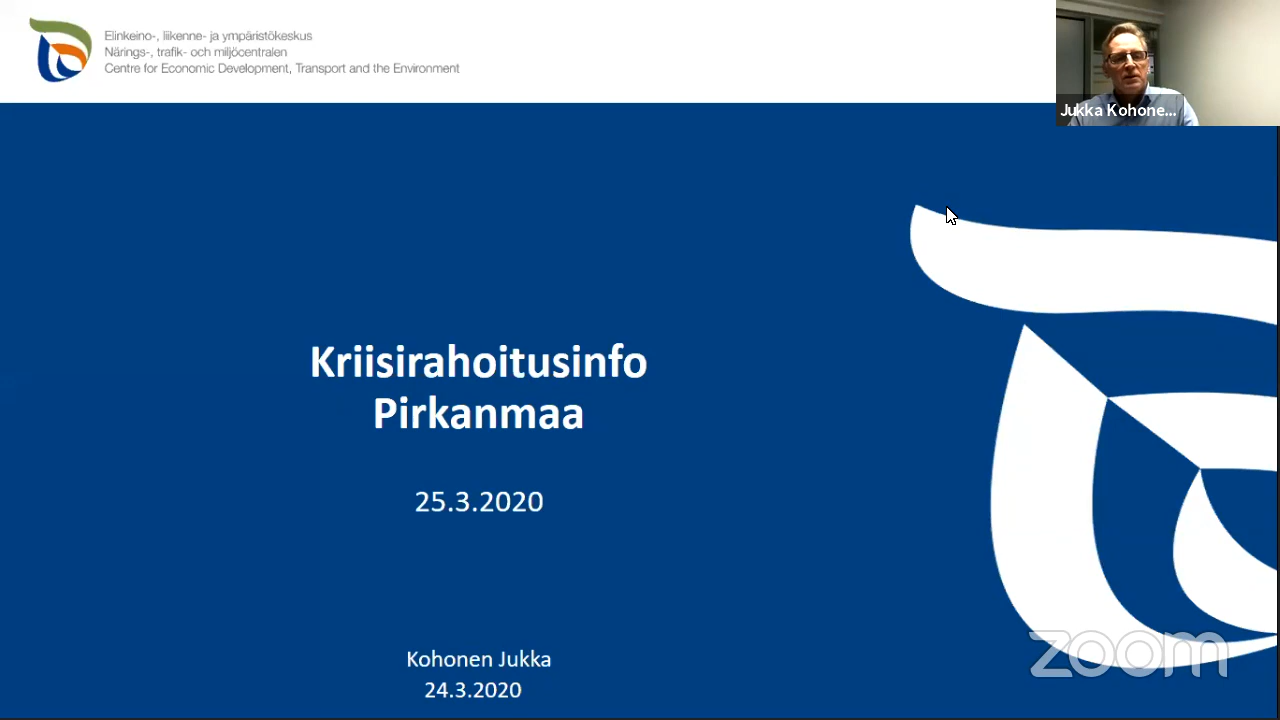 Elinkeino-, liikenne- ja ympäristökeskus
Närings-, trafik- och miljöcentralen
Centre for Economic Development, Transport and the Environment
Jukka Kohone...
Kriisirahoitusinfo
Pirkanmaa
25.3.2020
Kohonen Jukka
24.3.2020
zoom